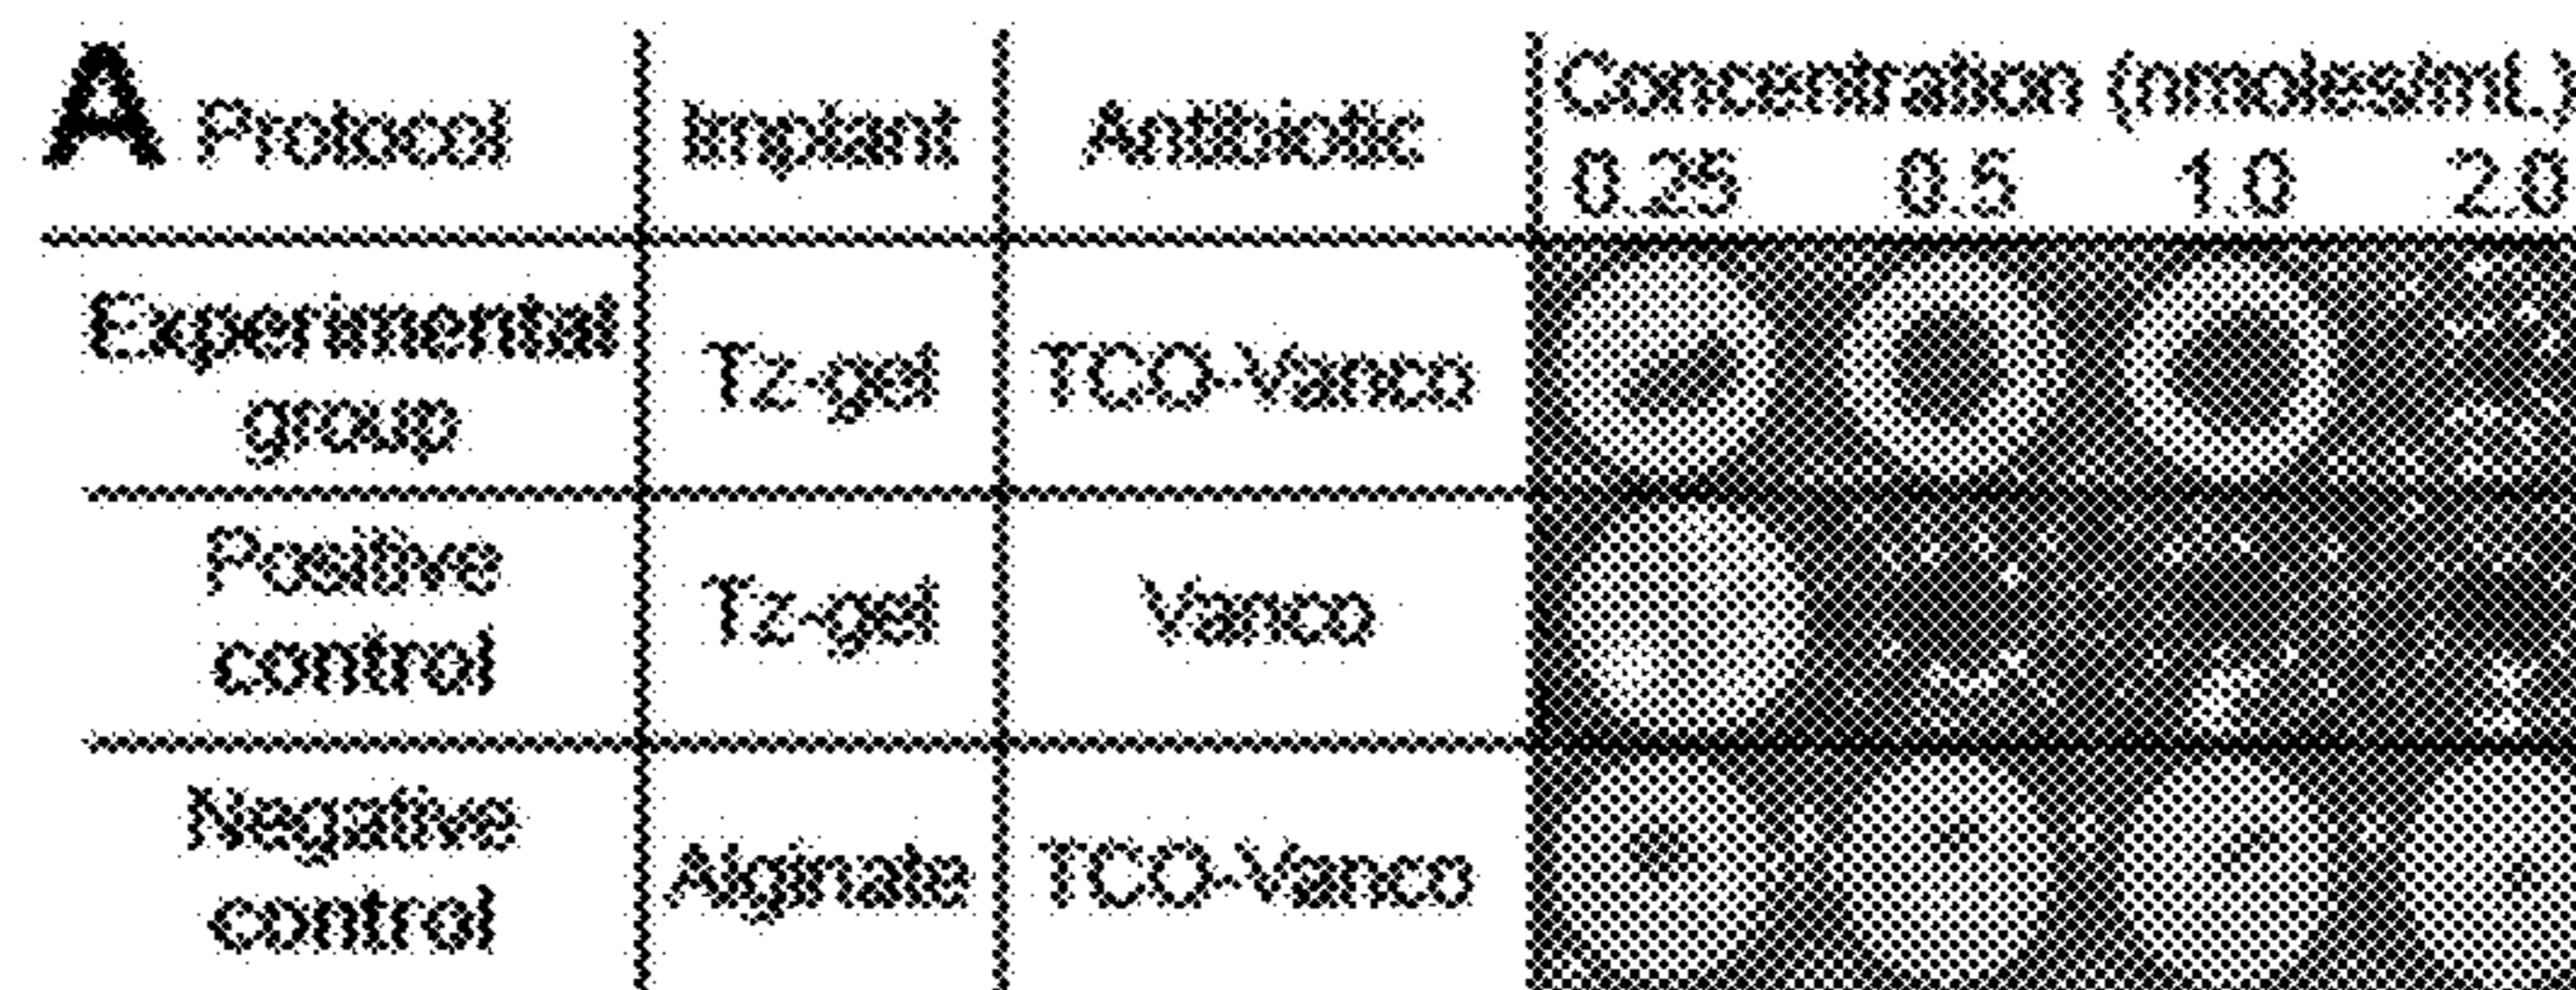 A Protocol Implant Antibiotic Concentration (nmoles/mL)
0.25 0.5 1.0 2.0
Experimental
group
Tz-gel TCO-Vanco
Positive
control
Tz-gel Vanco
Negative
control
Alginate TCO-Vanco